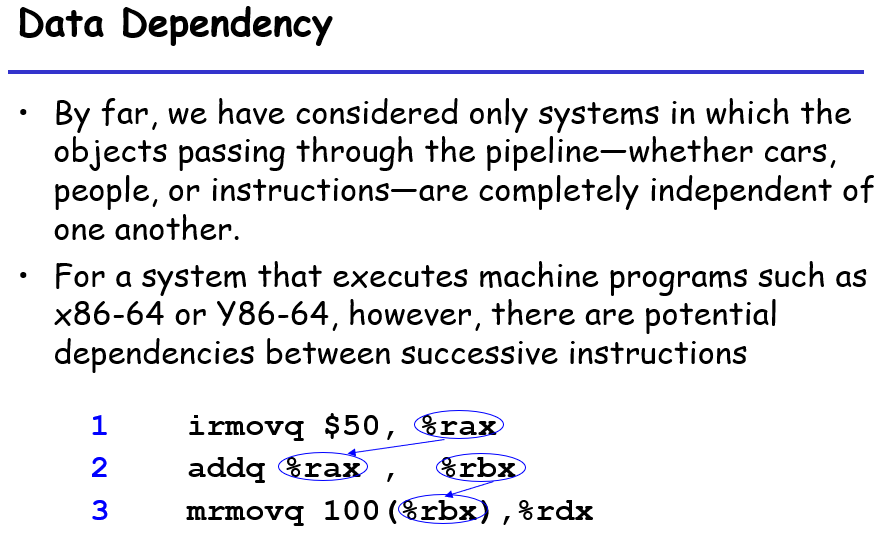 Data Dependency
• By far, we have considered only systems in which the
objects passing through the pipeline—whether cars,
people, or instructions—are completely independent of
one another.
• For a system that executes machine programs such as
x86-64 or Y86-64, however, there are potential
dependencies between successive instructions
1 irmovq $50, %rax
2 addq %rax , %rbx
3 mrmovq 100(%rbx),%rdx